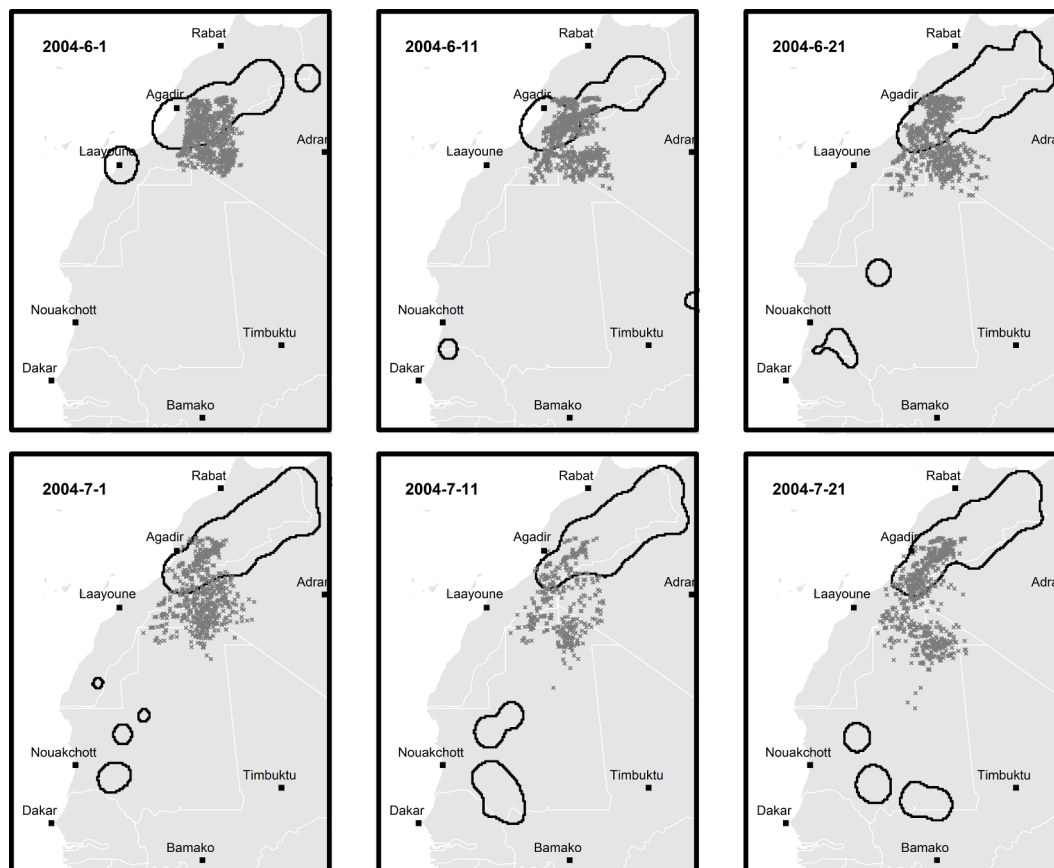 2004-6-1
Rabat
Agadir
Laayoune
Adrar
Nouakchott
Timbuktu
Dakar
Bamako
2004-6-11
Rabat
Agadir
Laayoune
Adrar
Nouakchott
Timbuktu
Dakar
Bamako
2004-6-21
Rabat
Agadir
Laayoune
Adra
Nouakchott
Timbuktu
Dakar
Bamako
2004-7-1
Rabat
Agadir
Laayoune
Adrar
Nouakchott
Timbuktu
Dakar
Bamako
2004-7-11
Rabat
Agadir
Laayoune
Adrar
Nouakchott
Timbuktu
Dakar
Bamako
2004-7-21
Rabat
Agadir
Laayoune
Adra
Nouakchott
Timbuktu
Dakar
Bamako